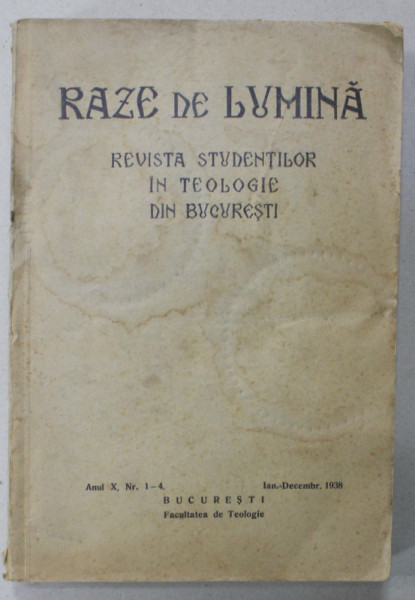 RAZE DE LUMINĂ
REVISTA STUDENȚILOR
IN TEOLOGIE
DIN BUCUREȘTI
Anul X, Nr. 1-4. Ian.-Decembr. 1938
BUCUREȘTI
Facultatea de Teologie